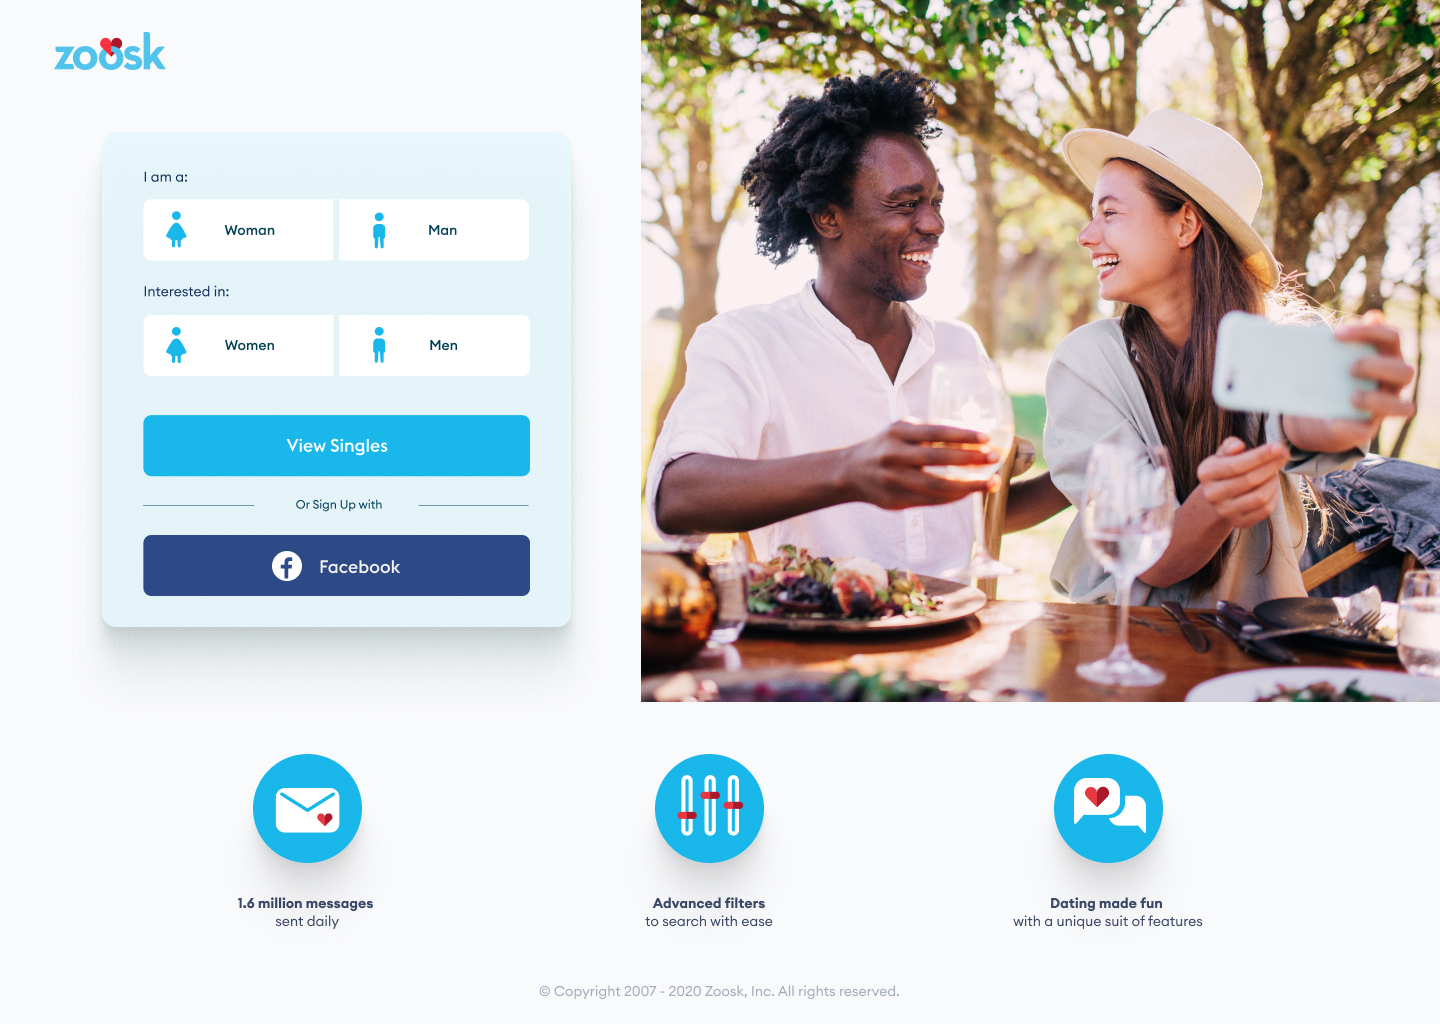 zoosk
I am a:
Woman
Man
Interested in:
Women
Men
View Singles
Or Sign Up with
Facebook
1.6 million messages
sent daily
Advanced filters
to search with ease
Dating made fun
with a unique suit of features
© Copyright 2007 - 2020 Zoosk, Inc. All rights reserved.